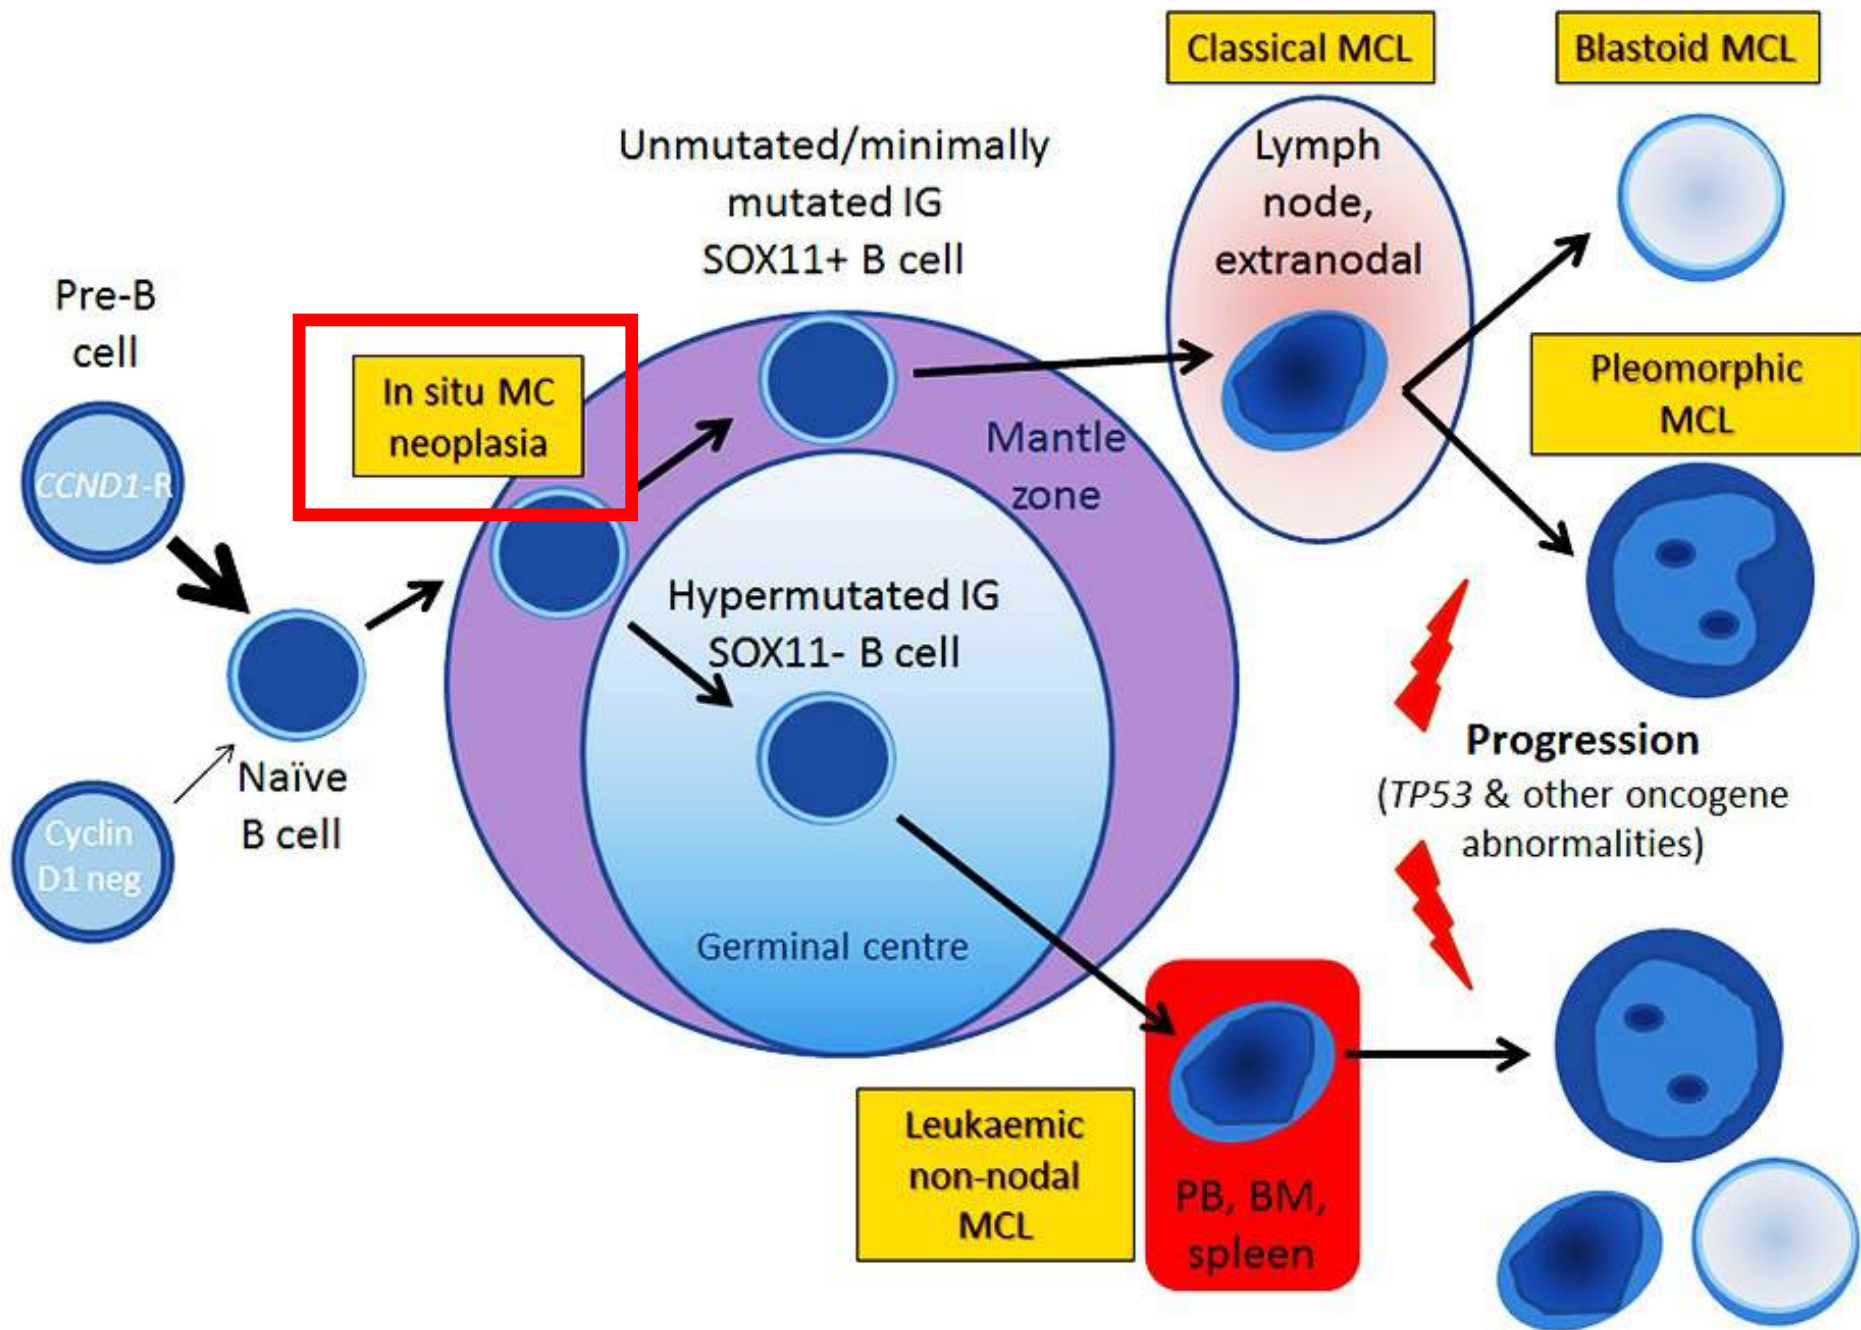 Classical MCL
Blastoid MCL
Unmutated/minimally
mutated IG
SOX11+ B cell
Lymph
node,
extranodal
Pre-B
cell
CCND1-R
In situ MC
neoplasia
Mantle
zone
Pleomorphic
MCL
Hypermutated IG
SOX11- B cell
Naïve
B cell
Cyclin
D1 neg
Progression
(TP53 & other oncogene
abnormalities)
Germinal centre
Leukaemic
non-nodal
MCL
PB, BM,
spleen